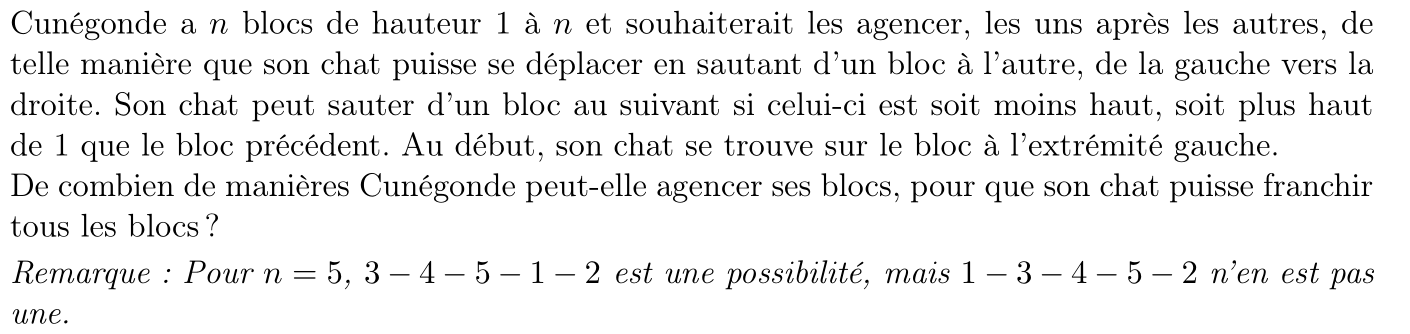 Cunégonde a n blocs de hauteur 1 à n et souhaiterait les agencer, les uns après les autres, de
telle manière que son chat puisse se déplacer en sautant d'un bloc à l'autre, de la gauche vers la
droite. Son chat peut sauter d'un bloc au suivant si celui-ci est soit moins haut, soit plus haut
de 1 que le bloc précédent. Au début, son chat se trouve sur le bloc à l'extrémité gauche.
De combien de manières Cunégonde peut-elle agencer ses blocs, pour que son chat puisse franchir
tous les blocs ?
Remarque : Pour n = 5, 3 − 4 − 5 − 1 − 2 est une possibilité, mais 1 − 3 − 4 − 5 − 2 n'en est pas
une.